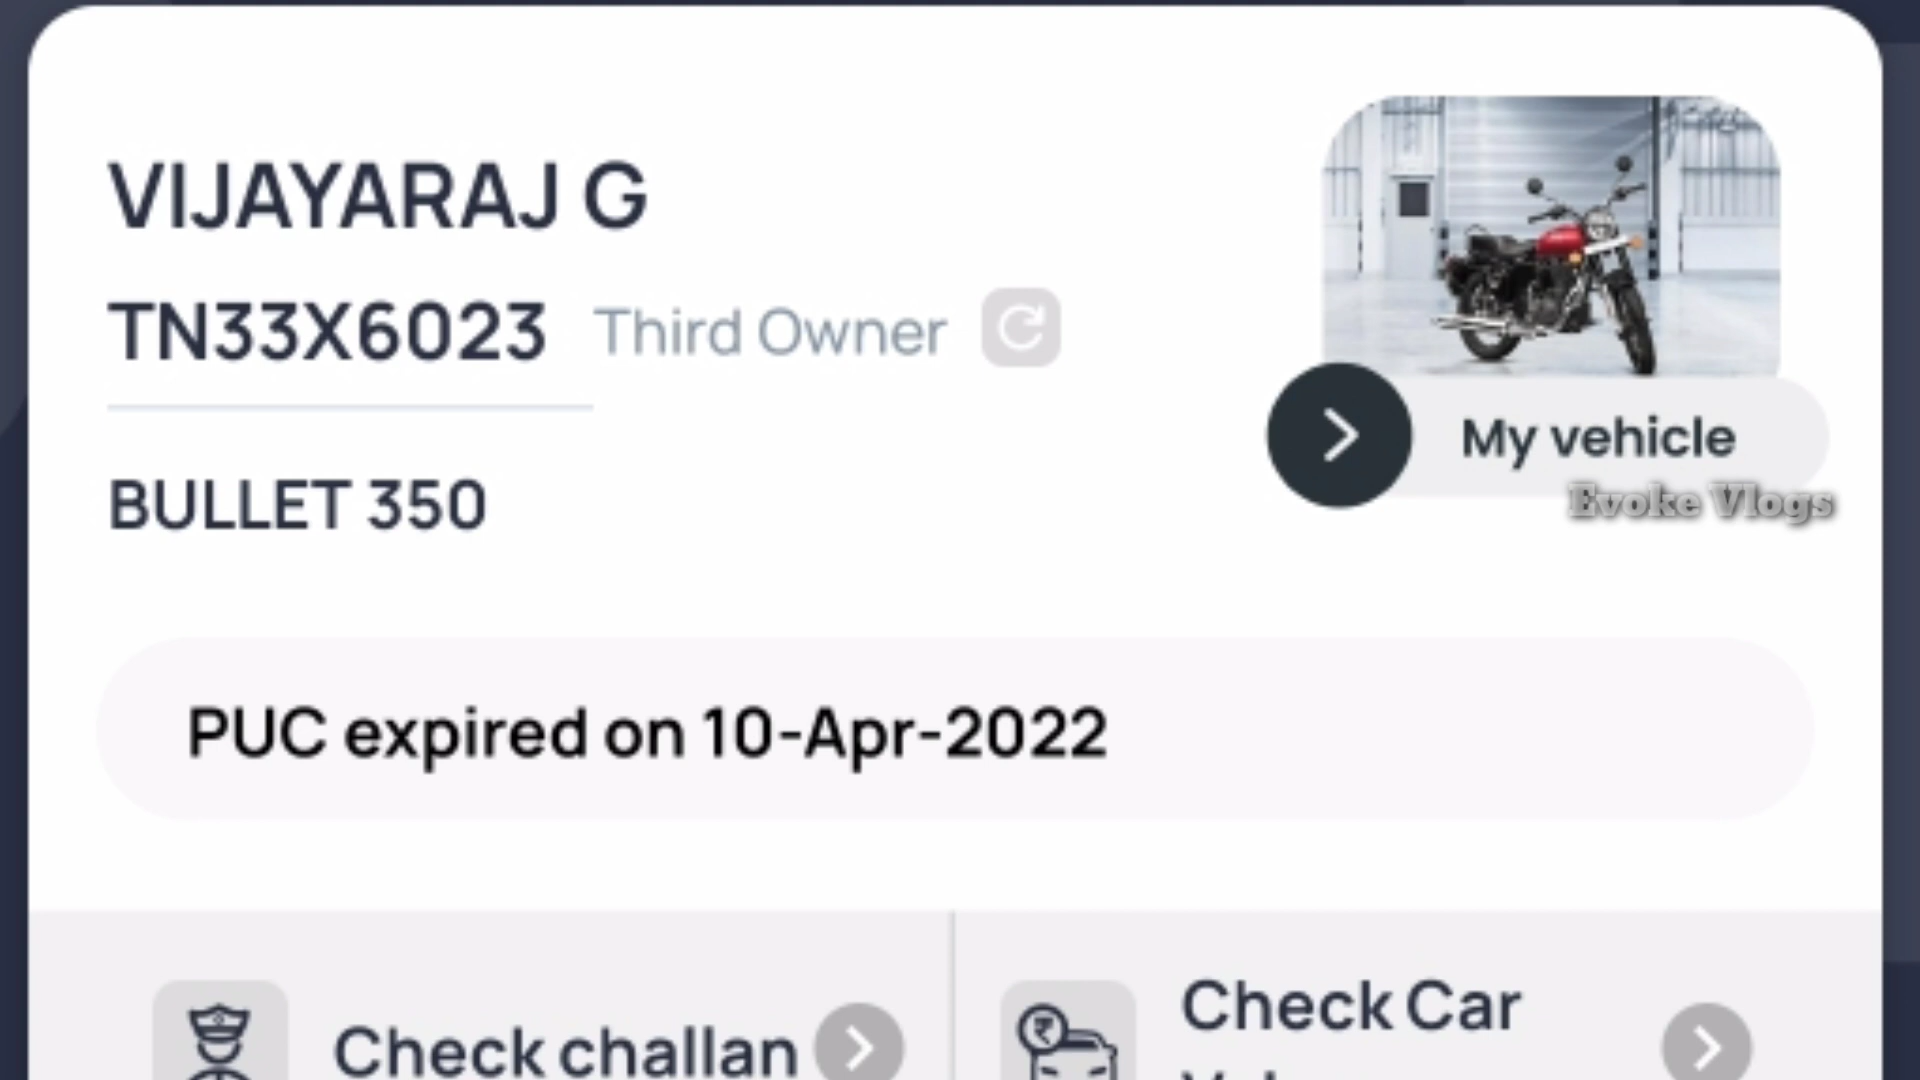 VIJAYARAJ G
TN33X6023 Third Owner
My vehicle
Evoke Vlogs
BULLET 350
PUC expired on 10-Apr-2022
Check challan
Check Car